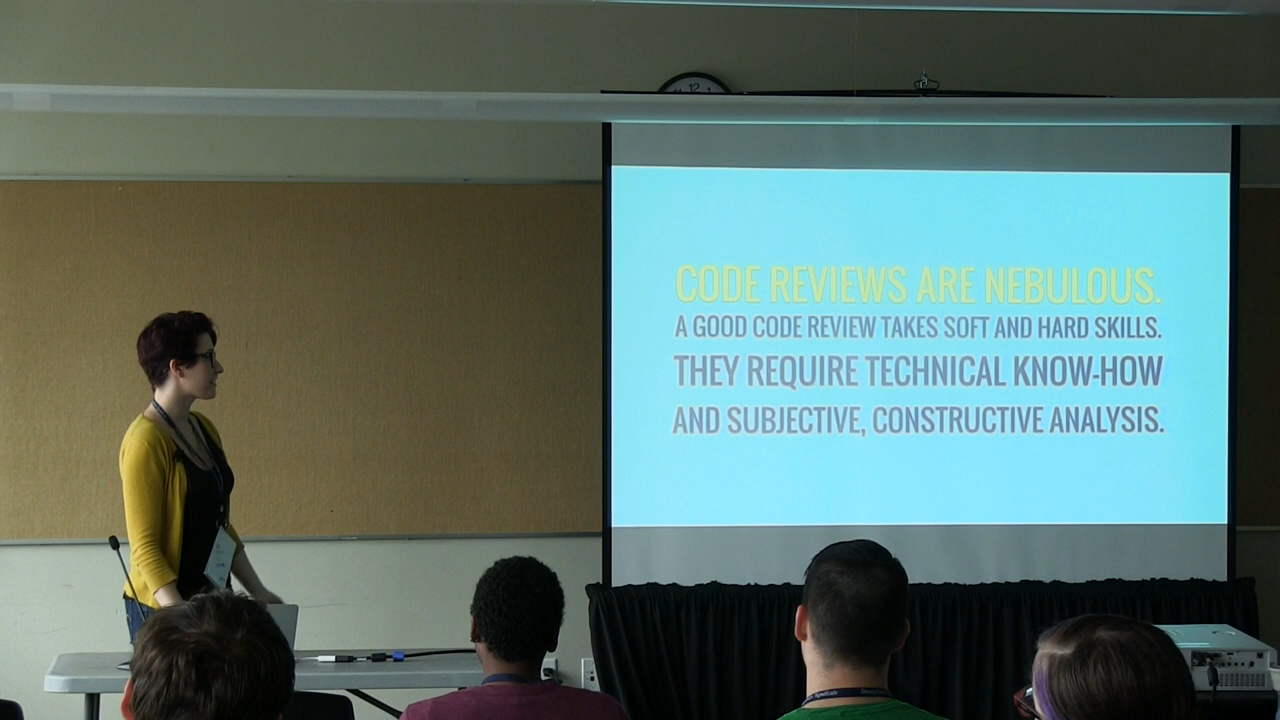 12
CODE REVIEWS ARE NEBULOUS.
A GOOD CODE REVIEW TAKES SOFT AND HARD SKILLS.
THEY REQUIRE TECHNICAL KNOW-HOW
AND SUBJECTIVE, CONSTRUCTIVE ANALYSIS.